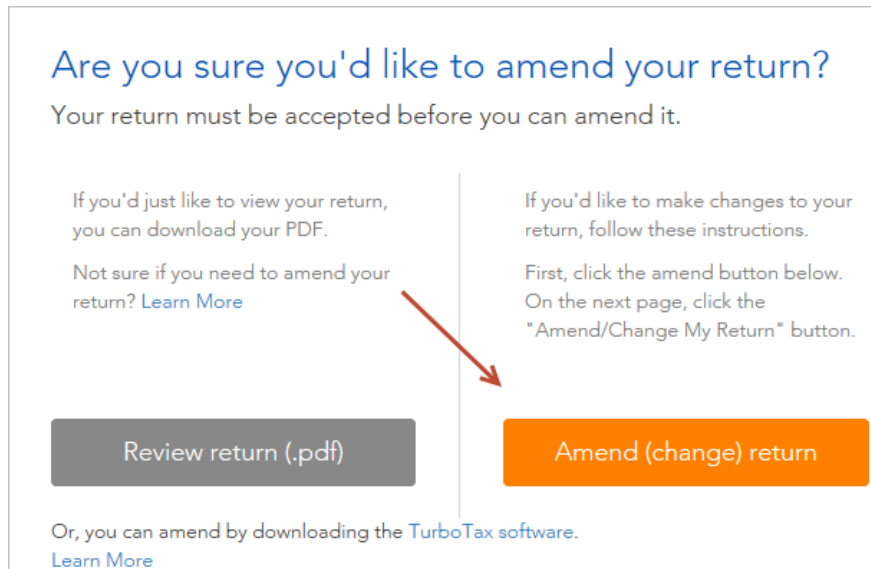 Are you sure you'd like to amend your return?
Your return must be accepted before you can amend it.
If you'd just like to view your return,
you can download your PDF.
Not sure if you need to amend your
return? Learn More
Review return (.pdf)
If you'd like to make changes to your
return, follow these instructions.
First, click the amend button below.
On the next page, click the
"Amend/Change My Return" button.
Amend (change) return
Or, you can amend by downloading the TurboTax software.
Learn More